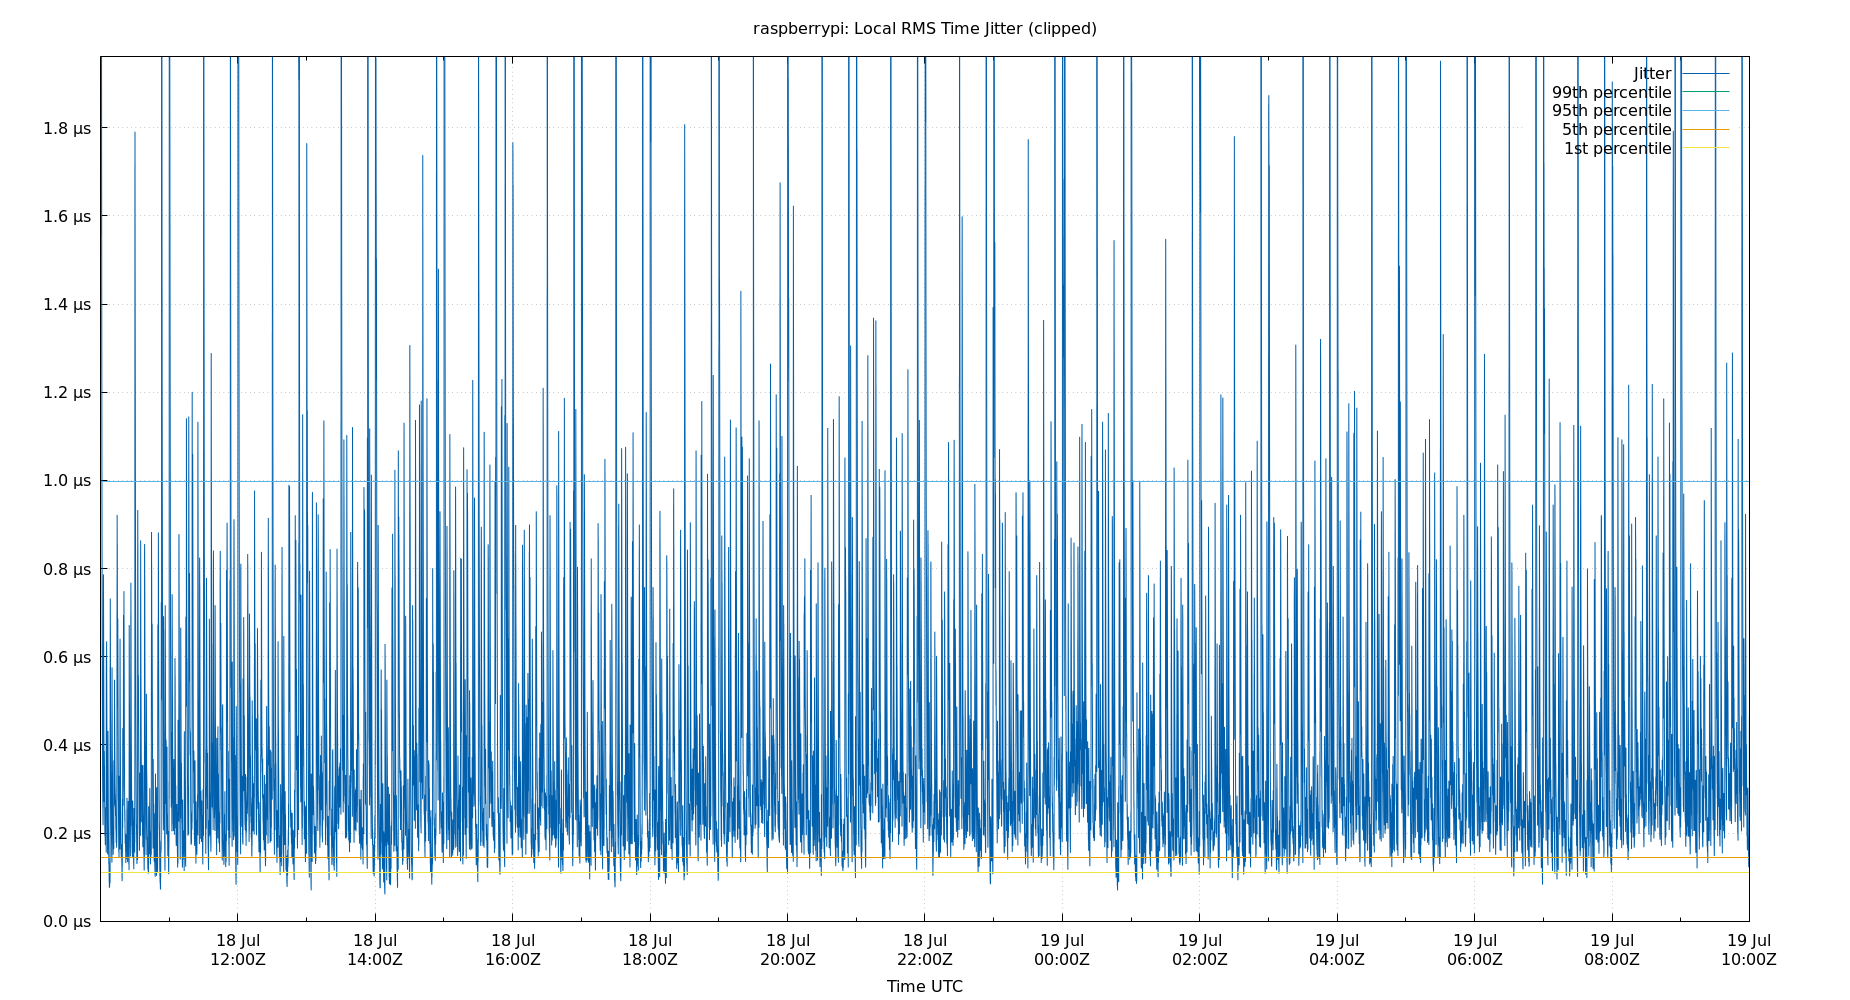 raspberrypi: Local RMS Time Jitter (clipped)
Jitter
99th percentile
95th percentile
5th percentile
1st percentile
1.8 µs
1.6 µs
1.4 µs
1.2 µs
1.0 µs
0.8 µs
0.6 µs
0.4 µs
0.2 µs
0.0 µs
18 Jul 18 Jul 18 Jul 18 Jul 18 Jul 18 Jul 19 Jul 19 Jul 19 Jul 19 Jul 19 Jul 19 Jul
12:00Z 14:00Z 16:00Z 18:00Z 20:00Z 22:00Z 00:00Z 02:00Z 04:00Z 06:00Z 08:00Z 10:00Z
Time UTC